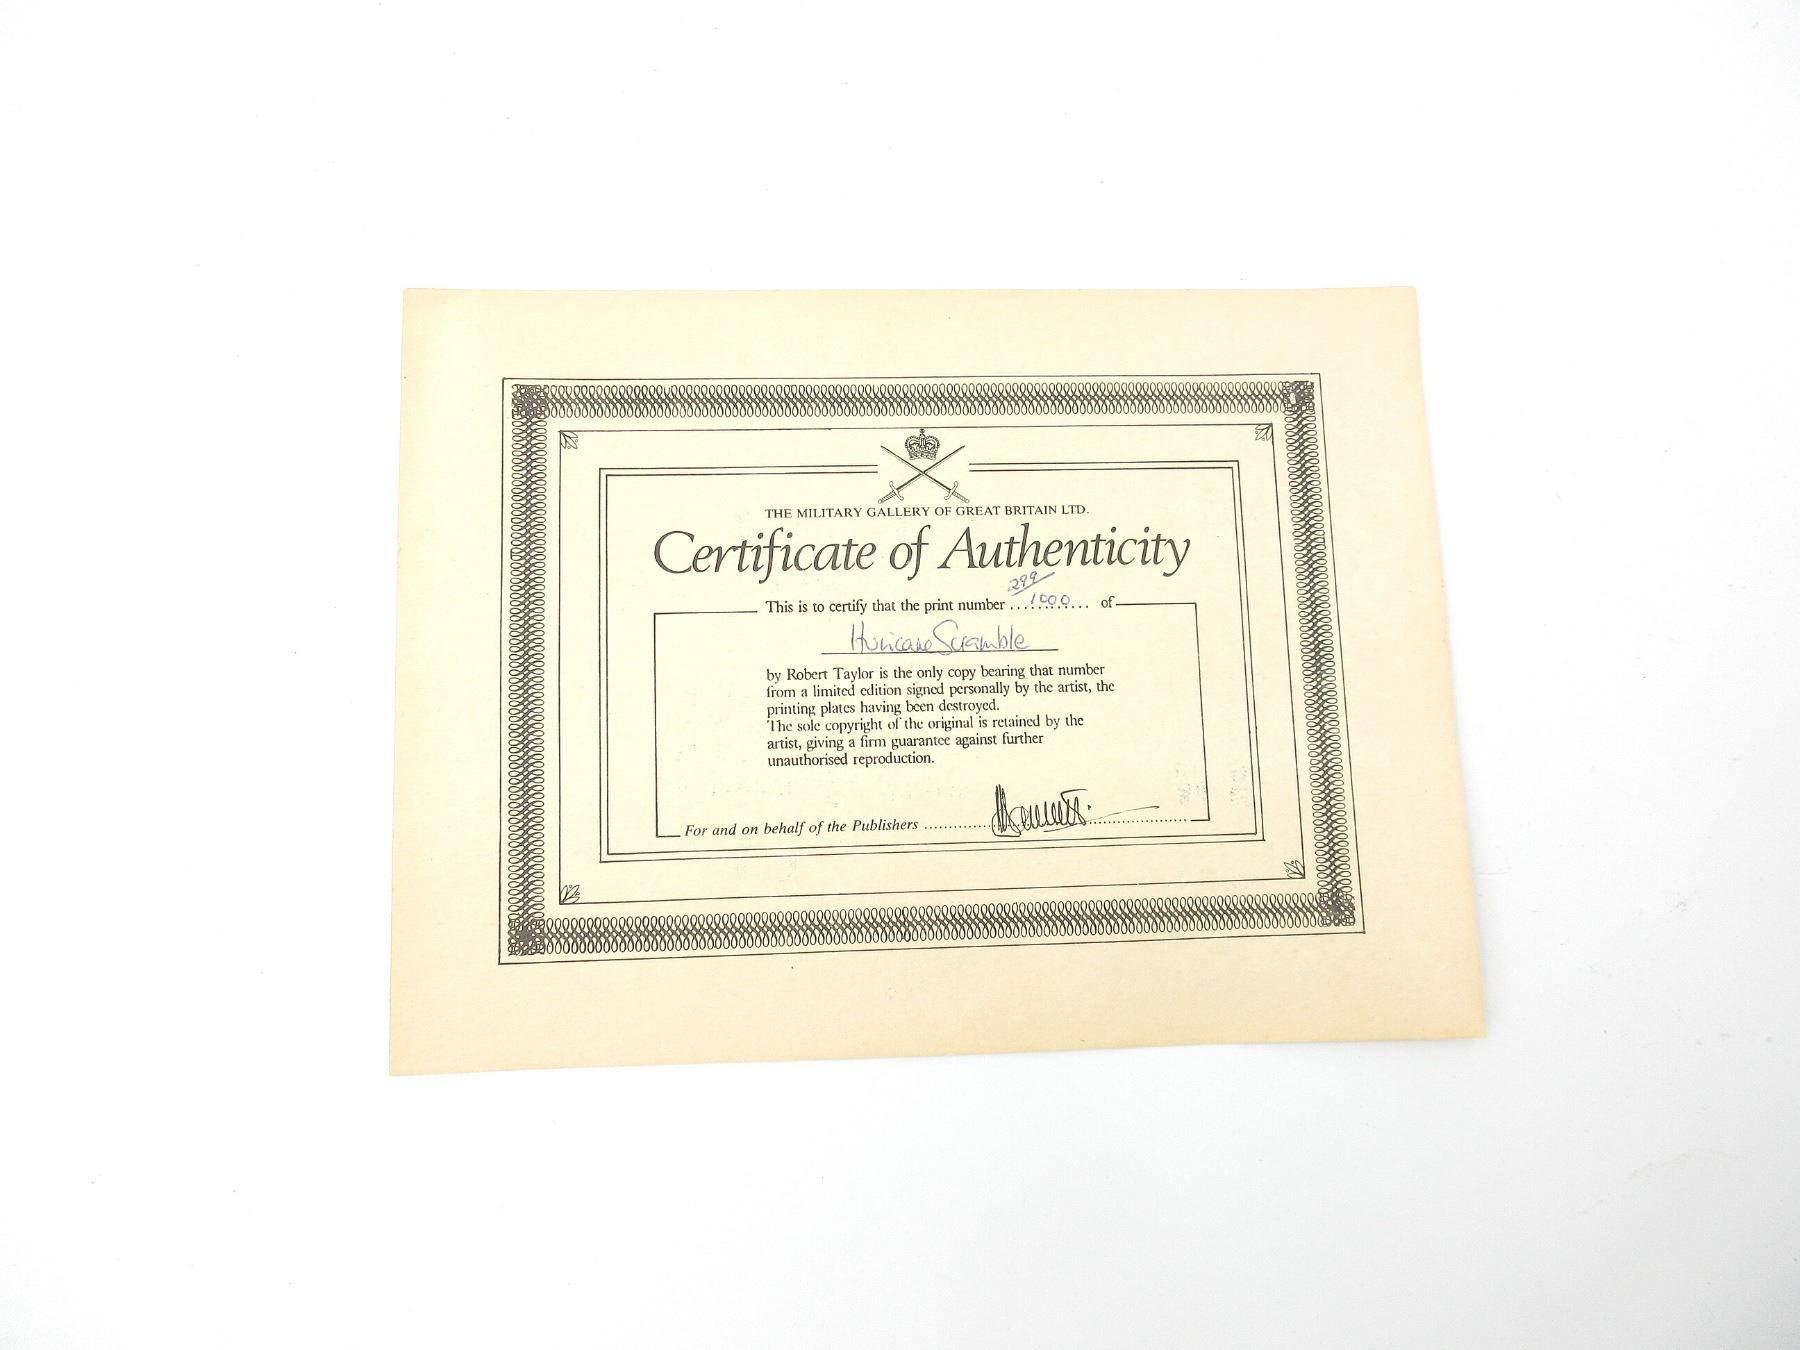 THE MILITARY GALLERY OF GREAT BRITAIN LTD.
Certificate of Authenticity
This is to certify that the print number 299/1000 of
Hurricane Scramble
by Robert Taylor is the only copy bearing that number
from a limited edition signed personally by the artist, the
printing plates having been destroyed.
The sole copyright of the original is retained by the
artist, giving a firm guarantee against further
unauthorised reproduction.
For and on behalf of the Publishers